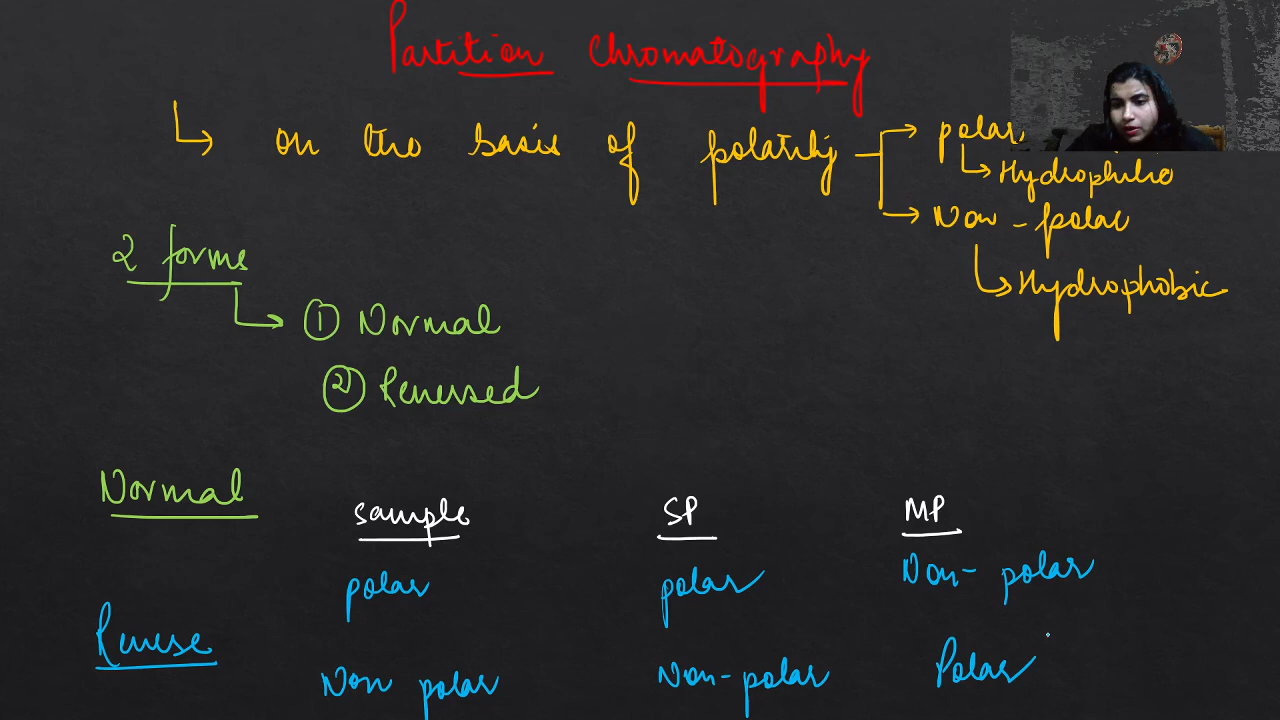 Partition Chromatography
on the basis of polarity
polar
Hydrophilic
Non-polar
Hydrophobic
2 forms
① Normal
② Reversed
Normal
sample SP MP
polar polar Non-polar
Reverse
Non polar Non-polar Polar